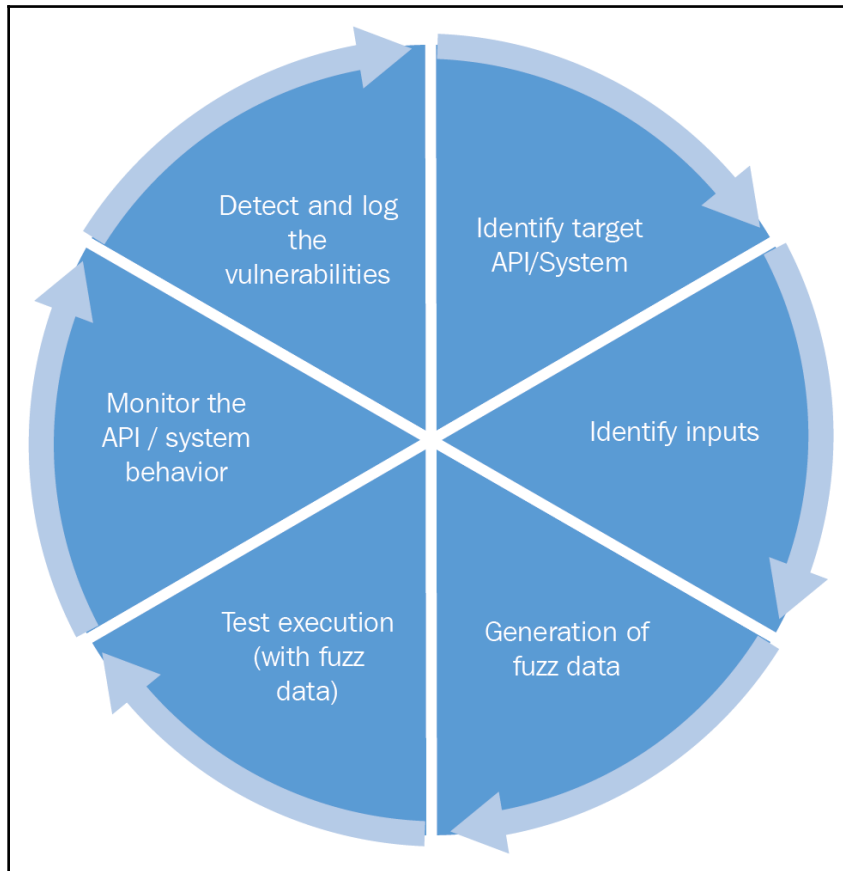 Identify target
API/System
Identify inputs
Generation of
fuzz data
Test execution
(with fuzz
data)
Monitor the
API / system
behavior
Detect and log
the
vulnerabilities